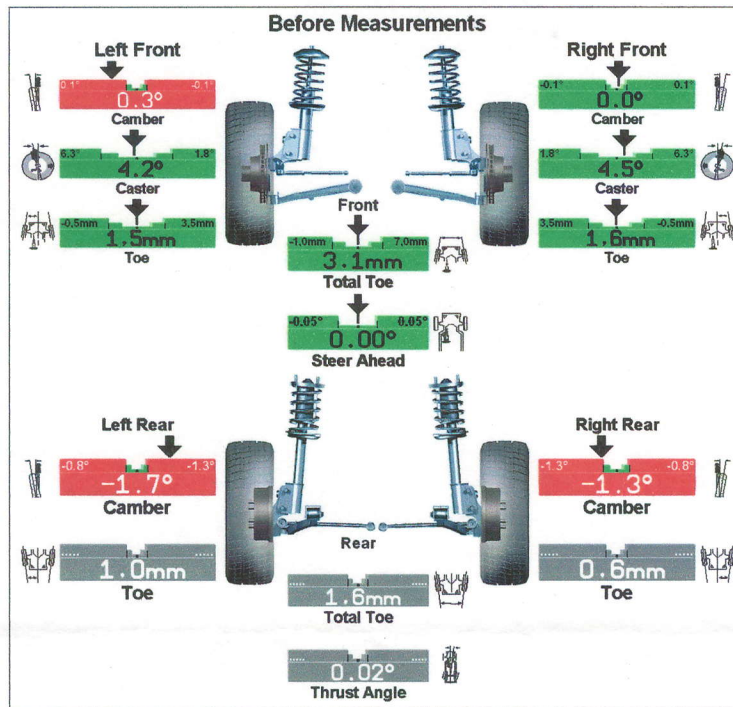 Before Measurements
Left Front
Right Front
0.1° -0.1°
0.3°
Camber
-0.1° 0.1°
0.0°
Camber
6.3° 1.8°
4.2°
Caster
1.8° 6.3°
4.5°
Caster
Front
-0,5mm 3,5mm
1.5mm
Toe
3,5mm -0,5mm
1.6mm
Toe
-1,0mm 7,0mm
3.1mm
Total Toe
-0.05° 0.05°
0.00°
Steer Ahead
Left Rear
Right Rear
-0.8° -1.3°
-1.7°
Camber
-1.3° -0.8°
-1.3°
Camber
Rear
1.0mm
Toe
0.6mm
Toe
1.6mm
Total Toe
0.02°
Thrust Angle